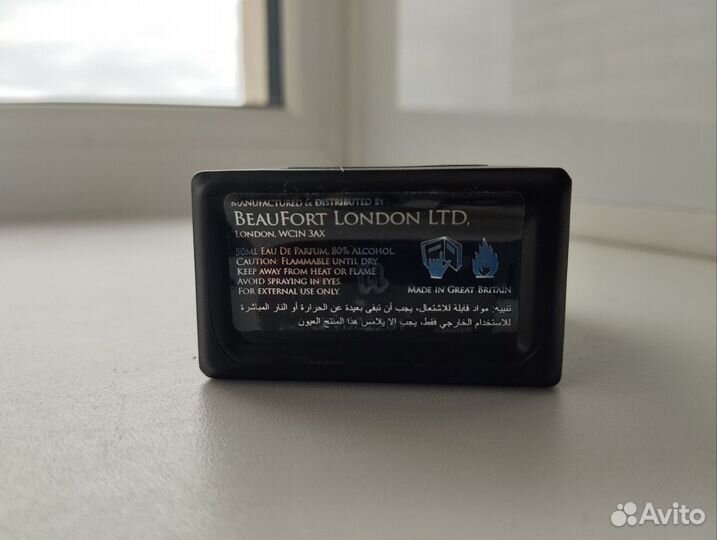 MANUFACTURED & DISTRIBUTED BY
BEAUFORT LONDON LTD,
LONDON, WC1N 3AX
50ML EAU DE PARFUM, 80% ALCOHOL
CAUTION: FLAMMABLE UNTIL DRY.
KEEP AWAY FROM HEAT OR FLAME
AVOID SPRAYING IN EYES.
FOR EXTERNAL USE ONLY.
MADE IN GREAT BRITAIN
تنبيه: مواد قابلة للاشتعال، يجب أن تبقى بعيدة عن الحرارة أو النار المباشرة
للاستخدام الخارجي فقط، يجب الا يلامس هذا المنتج العيون
Avito